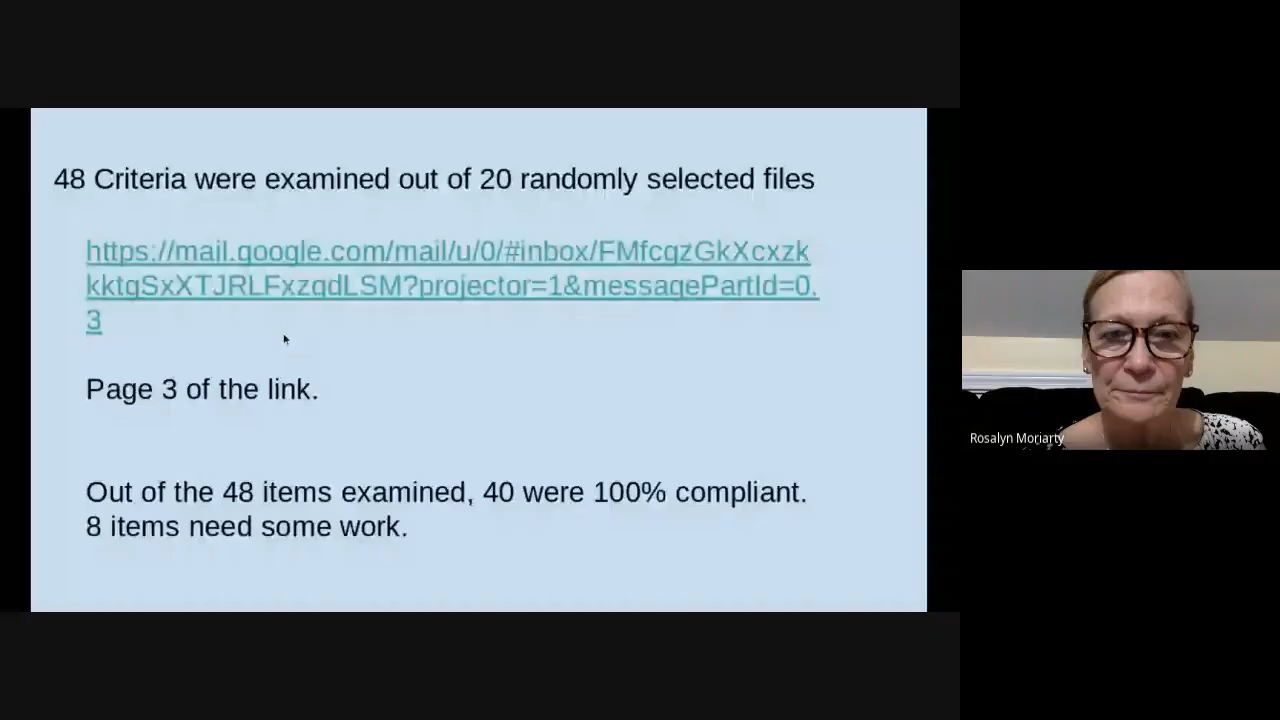 48 Criteria were examined out of 20 randomly selected files
https://mail.google.com/mail/u/0/#inbox/FMfcgzGkXcxzk
kktgSxXTJRLFxzqdLSM?projector=1&messagePartId=0.
3
Page 3 of the link.
Out of the 48 items examined, 40 were 100% compliant.
8 items need some work.
Rosalyn Moriarty